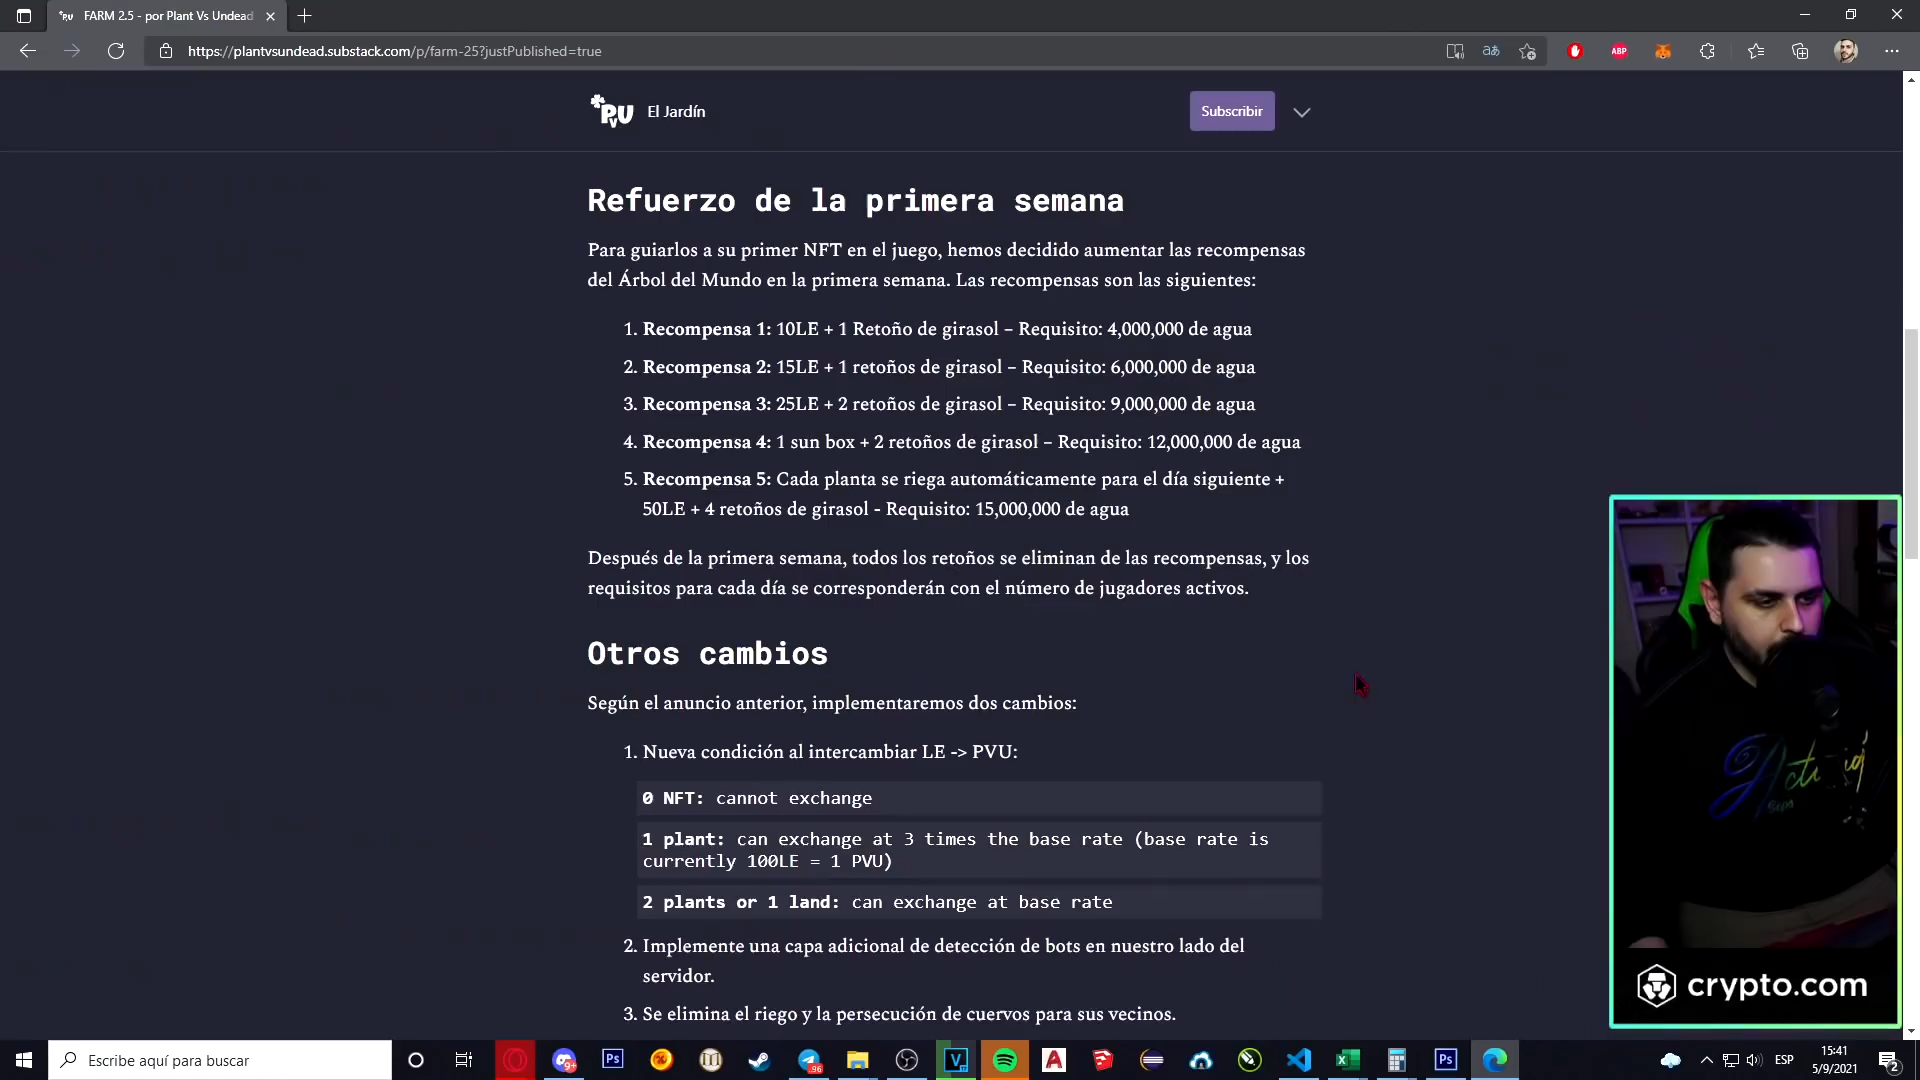 FARM 2.5 - por Plant Vs Undead
https://plantvsundead.substack.com/p/farm-25?justPublished=true
ABP
PVU
El Jardín
Subscribir
Refuerzo de la primera semana
Para guiarlos a su primer NFT en el juego, hemos decidido aumentar las recompensas
del Árbol del Mundo en la primera semana. Las recompensas son las siguientes:
1. Recompensa 1: 10LE + 1 Retoño de girasol – Requisito: 4,000,000 de agua
2. Recompensa 2: 15LE + 1 retoños de girasol – Requisito: 6,000,000 de agua
3. Recompensa 3: 25LE + 2 retoños de girasol – Requisito: 9,000,000 de agua
4. Recompensa 4: 1 sun box + 2 retoños de girasol – Requisito: 12,000,000 de agua
5. Recompensa 5: Cada planta se riega automáticamente para el día siguiente +
50LE + 4 retoños de girasol - Requisito: 15,000,000 de agua
Después de la primera semana, todos los retoños se eliminan de las recompensas, y los
requisitos para cada día se corresponderán con el número de jugadores activos.
Otros cambios
Según el anuncio anterior, implementaremos dos cambios:
1. Nueva condición al intercambiar LE -> PVU:
0 NFT: cannot exchange
1 plant: can exchange at 3 times the base rate (base rate is
currently 100LE = 1 PVU)
2 plants or 1 land: can exchange at base rate
2. Implemente una capa adicional de detección de bots en nuestro lado del
servidor.
3. Se elimina el riego y la persecución de cuervos para sus vecinos.
crypto.com
Escribe aquí para buscar
Ps
9+
96
V
A
Ps
ESP
15:41
5/9/2021
2